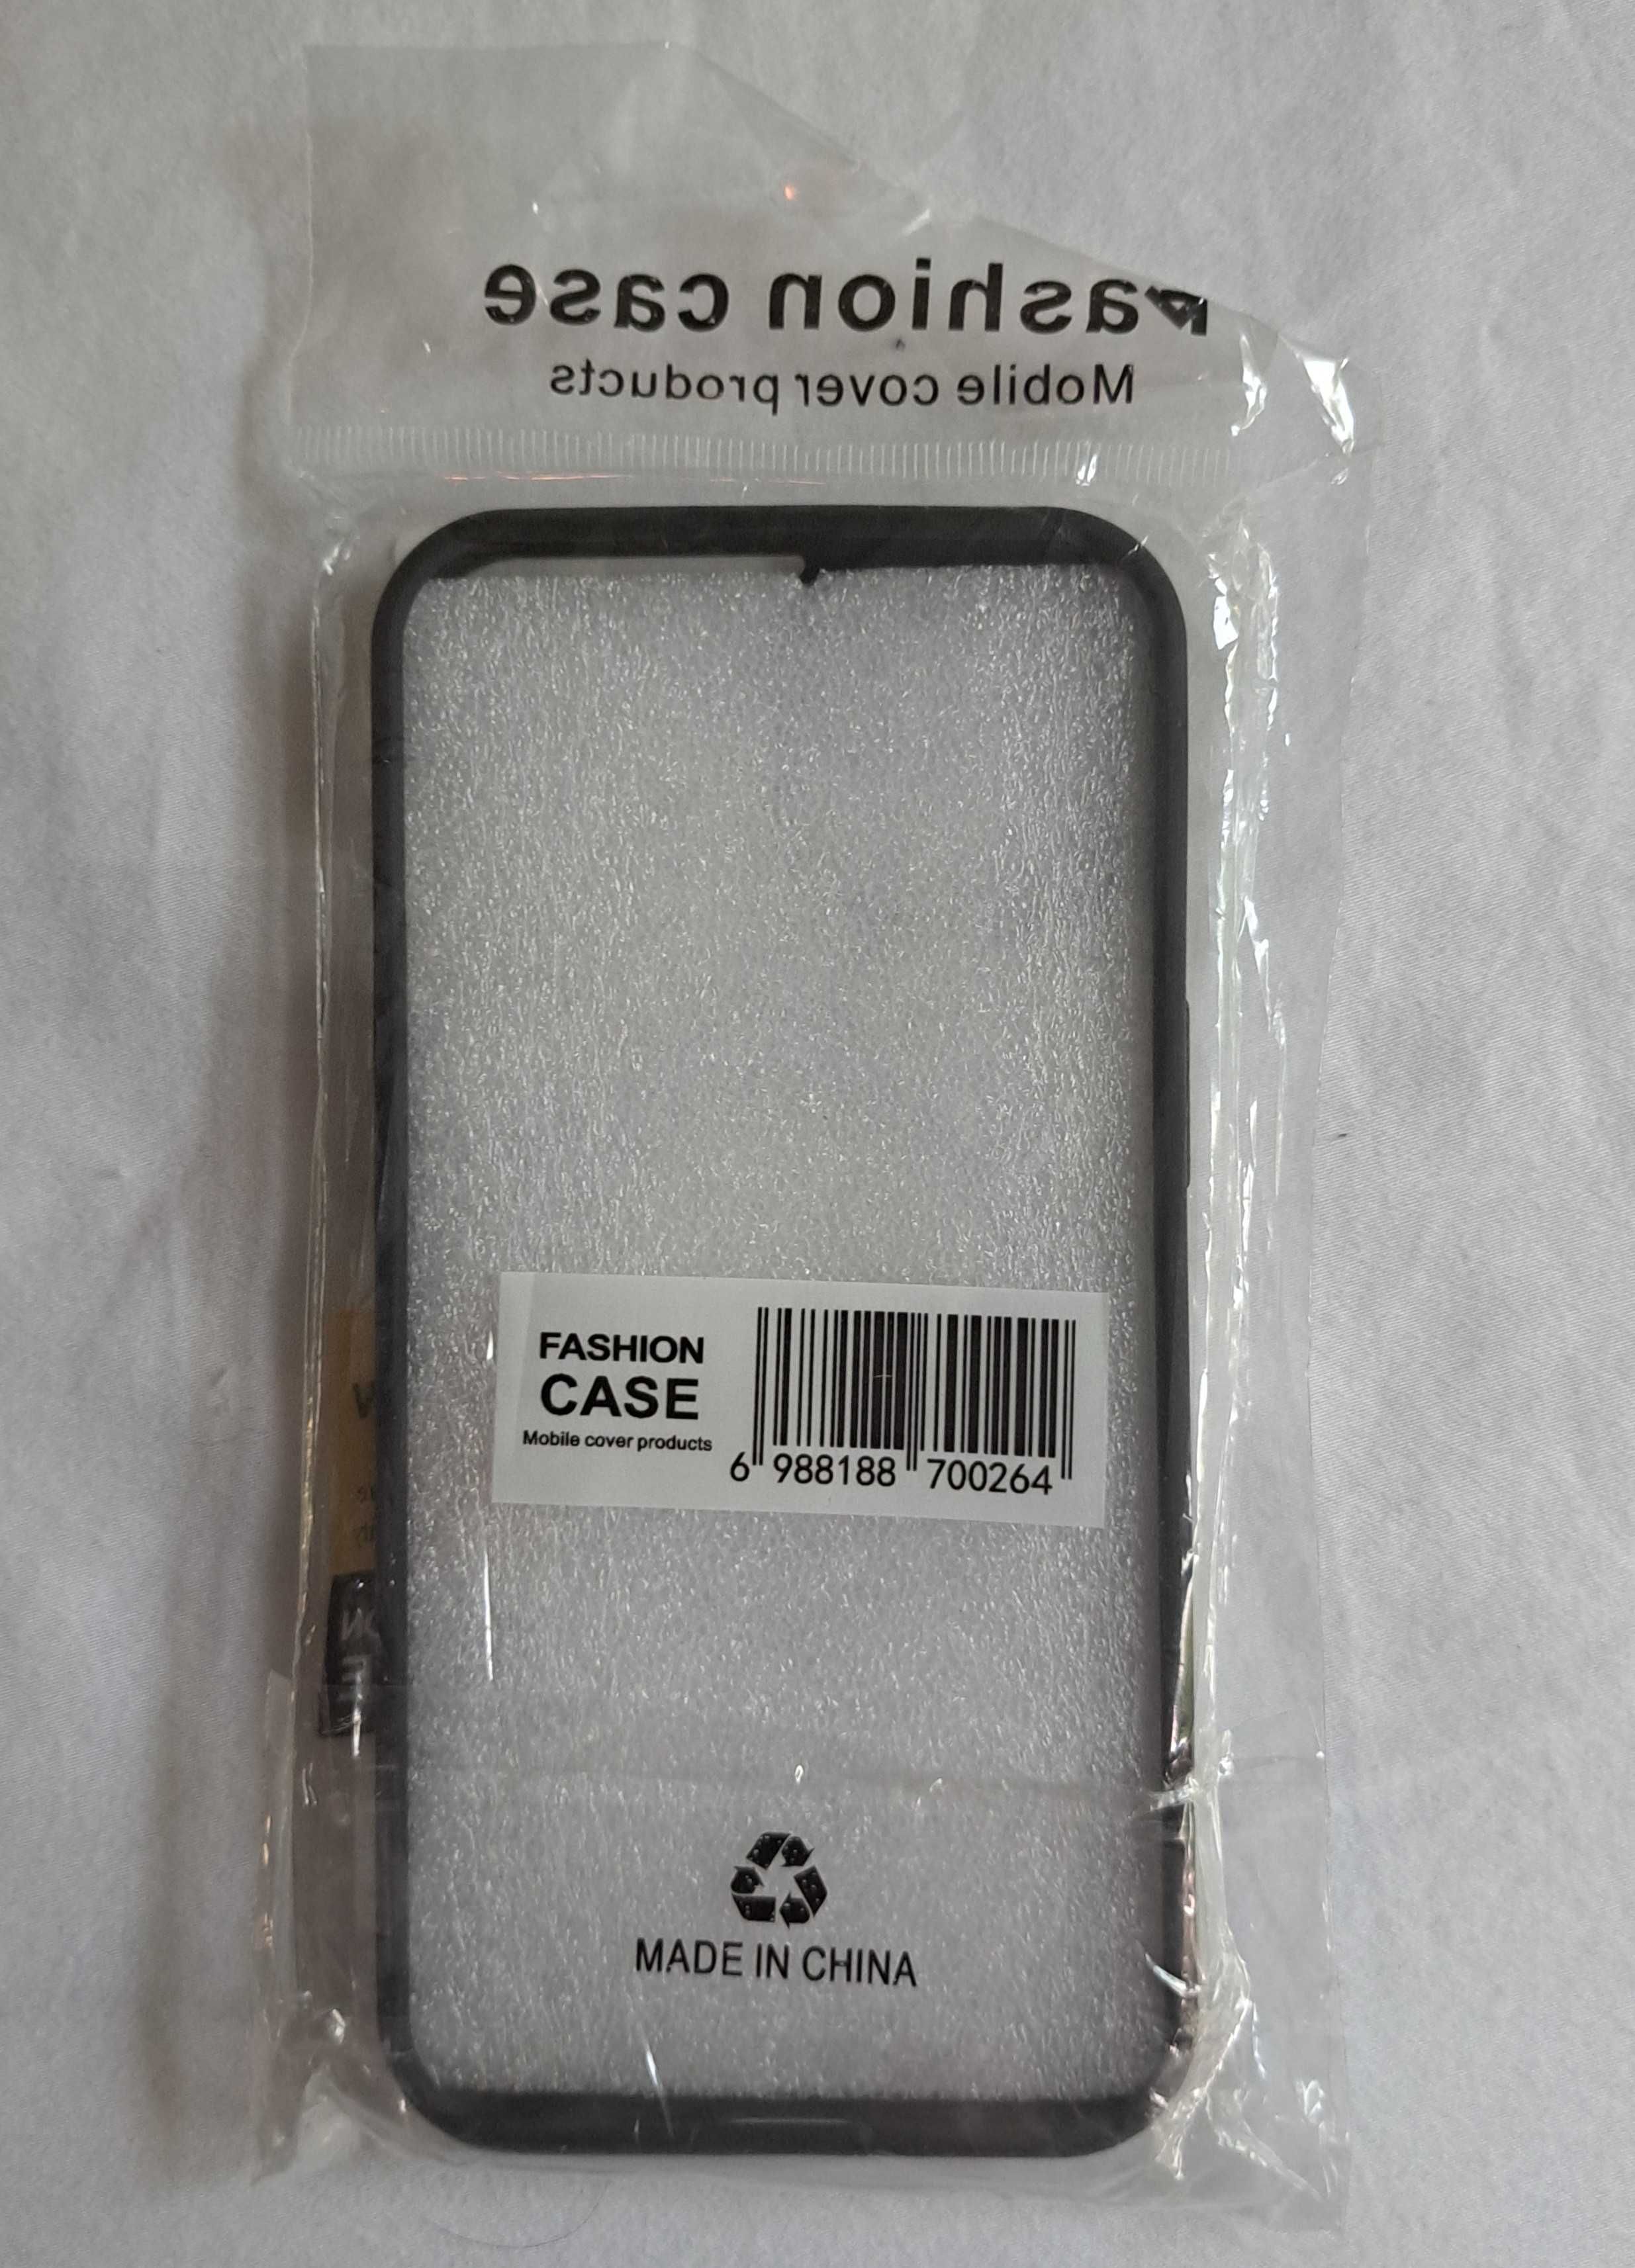 Fashion case
Mobile cover products
FASHION
CASE
Mobile cover products
6 988188 700264
MADE IN CHINA